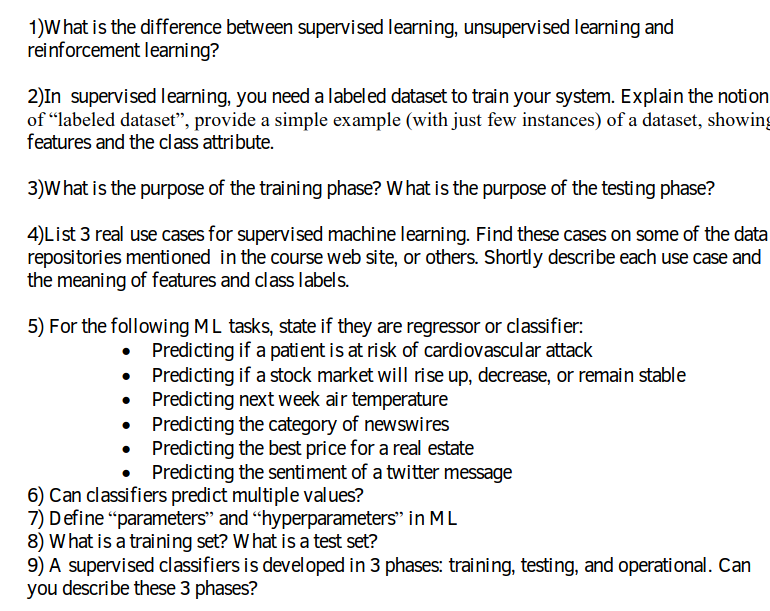 1)What is the difference between supervised learning, unsupervised learning and
reinforcement learning?
2)In supervised learning, you need a labeled dataset to train your system. Explain the notion
of “labeled dataset”, provide a simple example (with just few instances) of a dataset, showing
features and the class attribute.
3)What is the purpose of the training phase? What is the purpose of the testing phase?
4)List 3 real use cases for supervised machine learning. Find these cases on some of the data
repositories mentioned in the course web site, or others. Shortly describe each use case and
the meaning of features and class labels.
5) For the following ML tasks, state if they are regressor or classifier:
• Predicting if a patient is at risk of cardiovascular attack
• Predicting if a stock market will rise up, decrease, or remain stable
• Predicting next week air temperature
• Predicting the category of newswires
• Predicting the best price for a real estate
• Predicting the sentiment of a twitter message
6) Can classifiers predict multiple values?
7) Define “parameters” and “hyperparameters” in ML
8) What is a training set? What is a test set?
9) A supervised classifiers is developed in 3 phases: training, testing, and operational. Can
you describe these 3 phases?